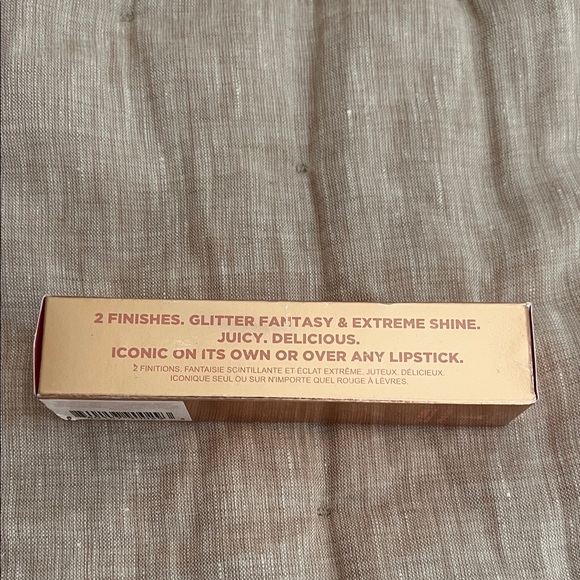 2 FINISHES. GLITTER FANTASY & EXTREME SHINE.
JUICY. DELICIOUS.
ICONIC ON ITS OWN OR OVER ANY LIPSTICK.
2 FINITIONS. FANTAISIE SCINTILLANTE ET ÉCLAT EXTRÊME. JUTEUX. DÉLICIEUX.
ICONIQUE SEUL OU SUR N'IMPORTE QUEL ROUGE À LÈVRES.